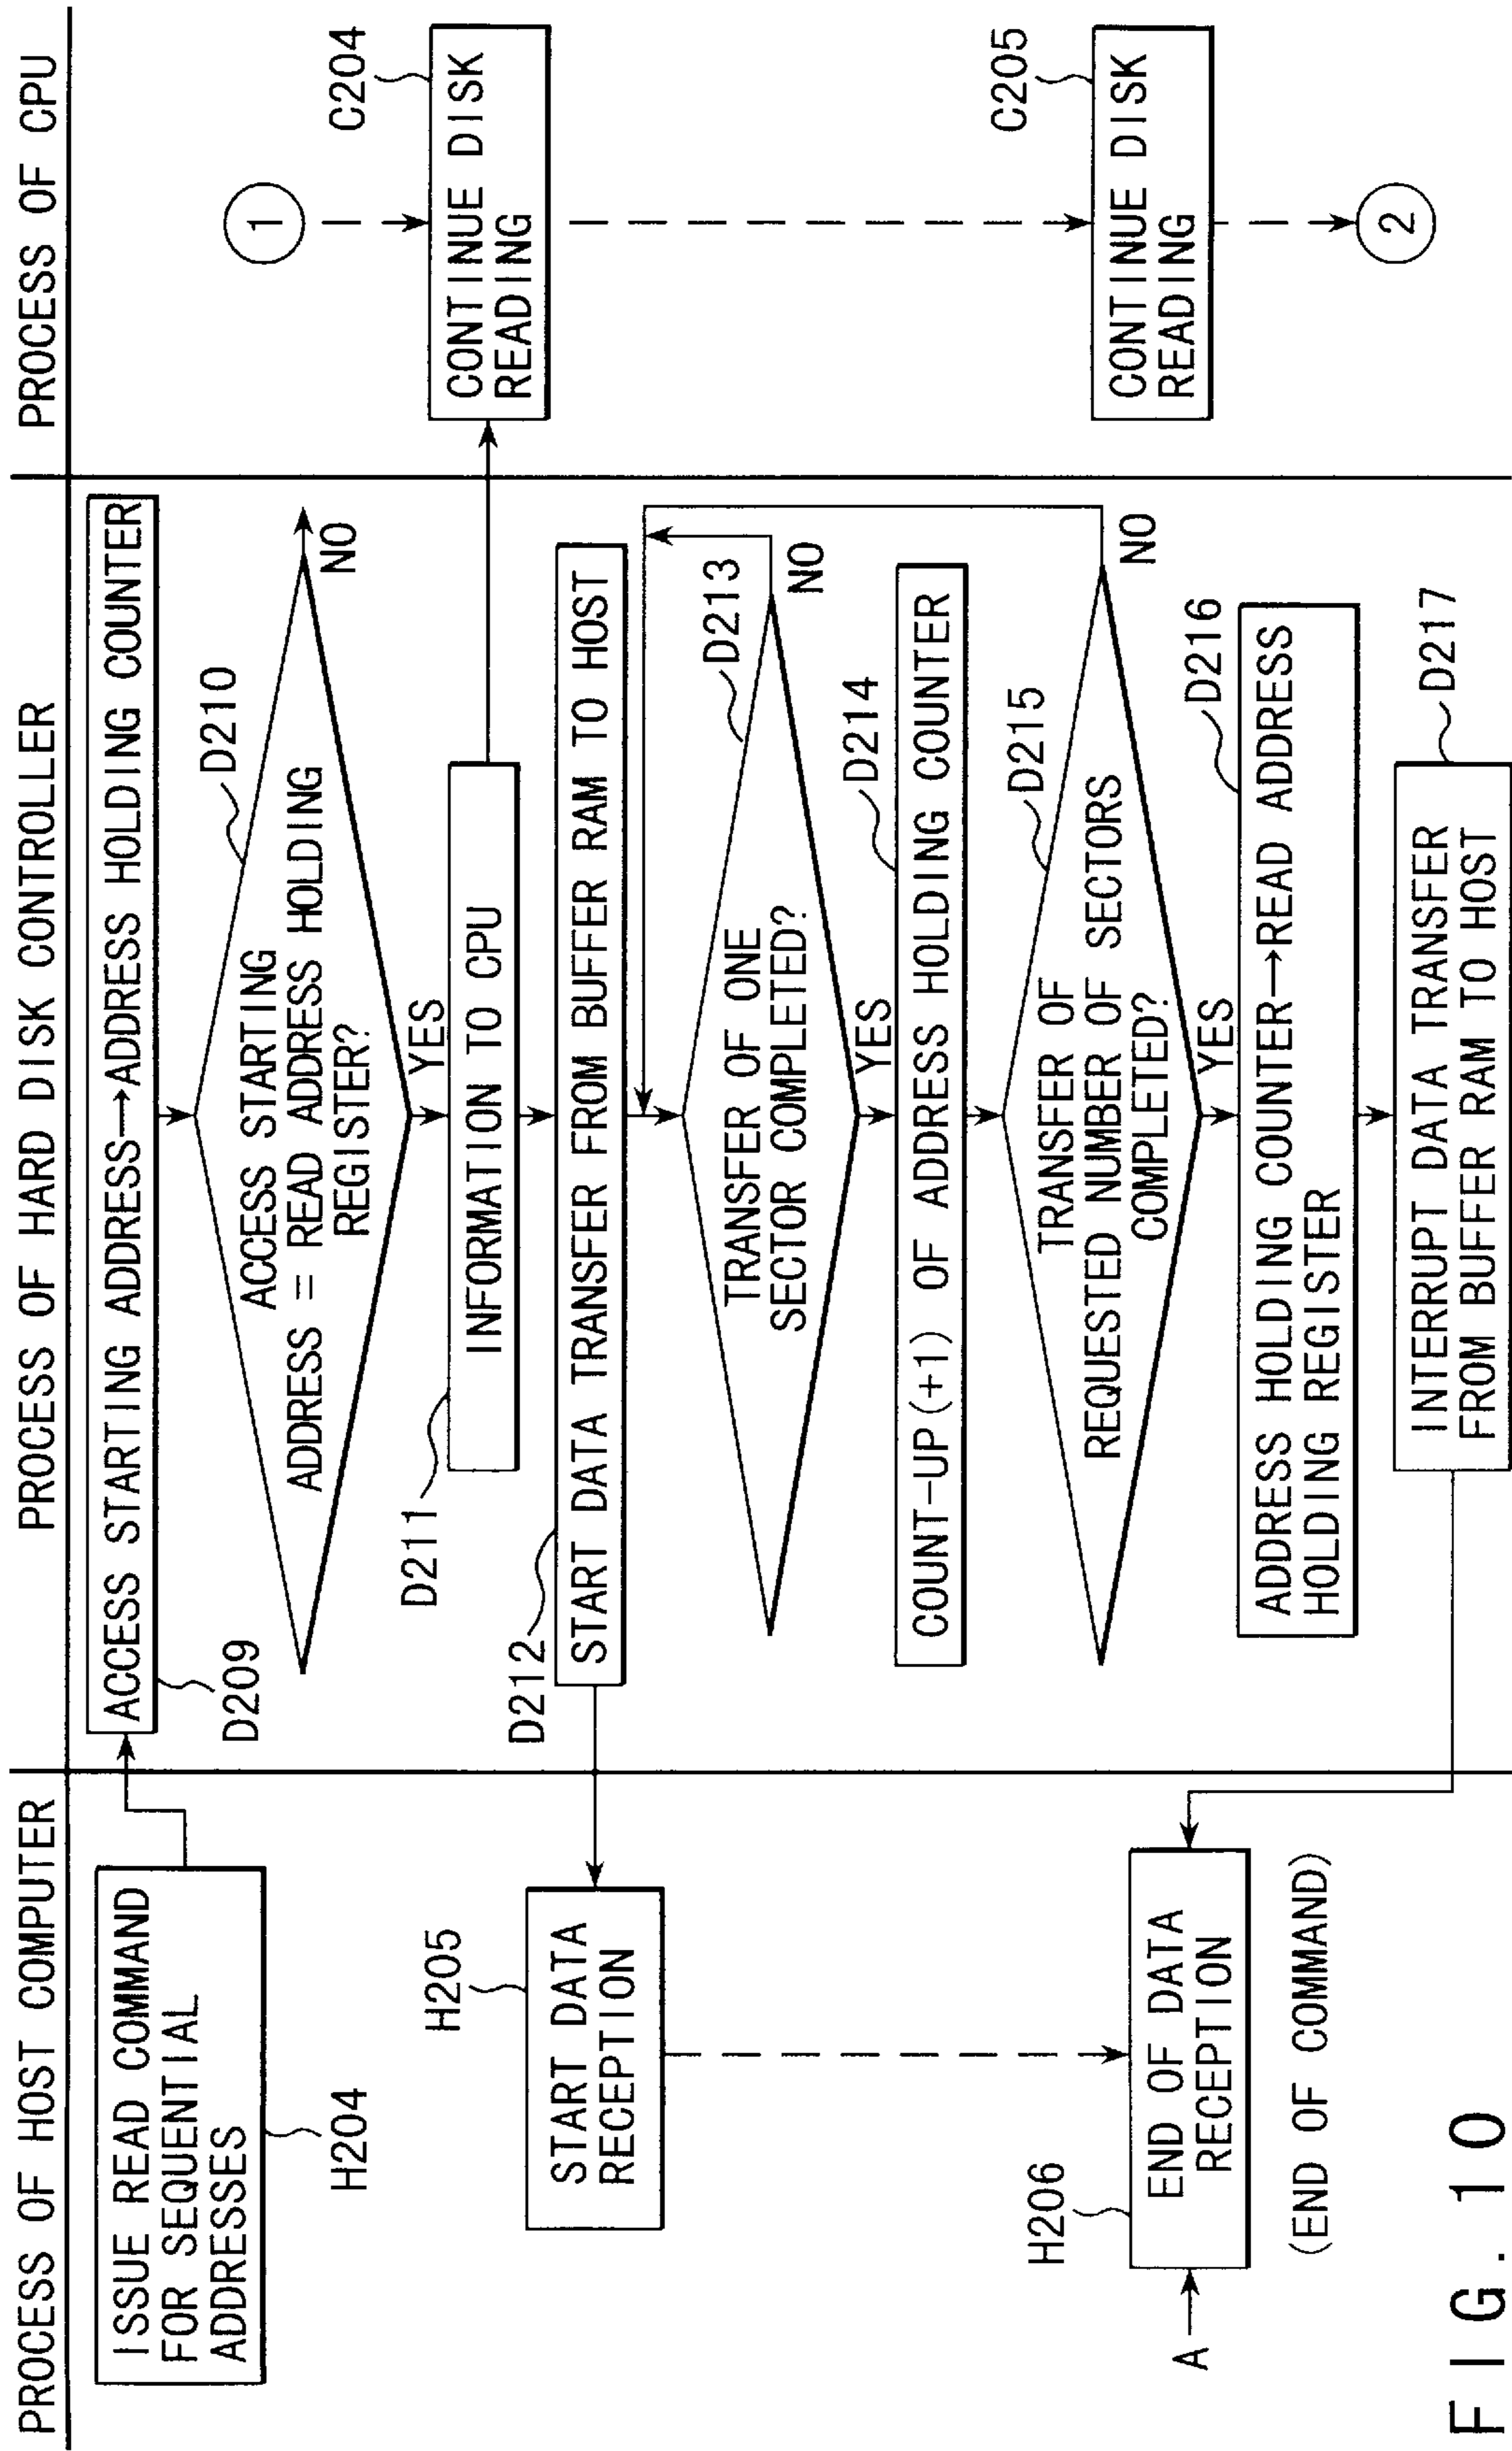 PROCESS OF HOST COMPUTER
PROCESS OF HARD DISK CONTROLLER
PROCESS OF CPU
ISSUE READ COMMAND
FOR SEQUENTIAL
ADDRESSES
H204
ACCESS STARTING ADDRESS→ADDRESS HOLDING COUNTER
D209
1
D210
ACCESS STARTING
ADDRESS = READ ADDRESS HOLDING
REGISTER?
NO
YES
C204
CONTINUE DISK
READING
D211
INFORMATION TO CPU
H205
START DATA
RECEPTION
D212
START DATA TRANSFER FROM BUFFER RAM TO HOST
D213
TRANSFER OF ONE
SECTOR COMPLETED?
NO
YES
D214
COUNT-UP(+1) OF ADDRESS HOLDING COUNTER
D215
TRANSFER OF
REQUESTED NUMBER OF SECTORS
COMPLETED?
NO
YES
C205
CONTINUE DISK
READING
H206
A
END OF DATA
RECEPTION
(END OF COMMAND)
D216
ADDRESS HOLDING COUNTER→READ ADDRESS
HOLDING REGISTER
2
D217
INTERRUPT DATA TRANSFER
FROM BUFFER RAM TO HOST
FIG. 10